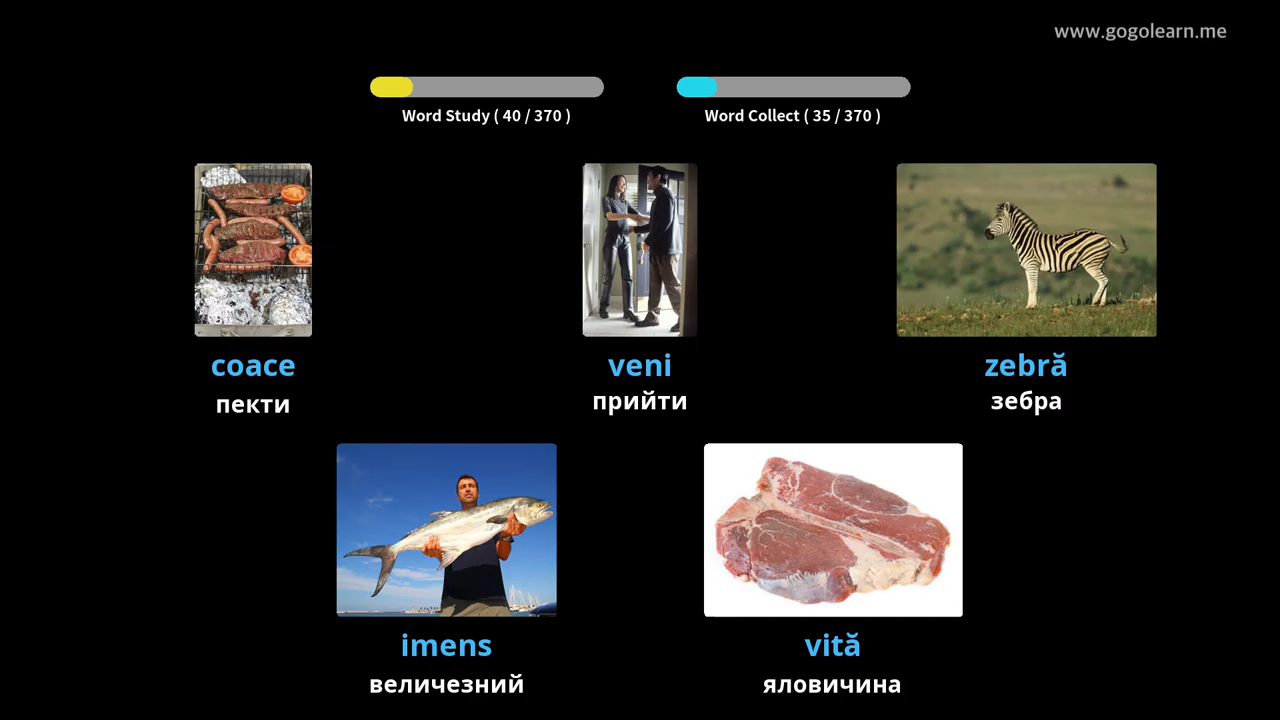 www.gogolearn.me
Word Study ( 40 / 370 )
Word Collect ( 35 / 370 )
coace
veni
zebră
пекти
прийти
зебра
imens
vită
величезний
яловичина